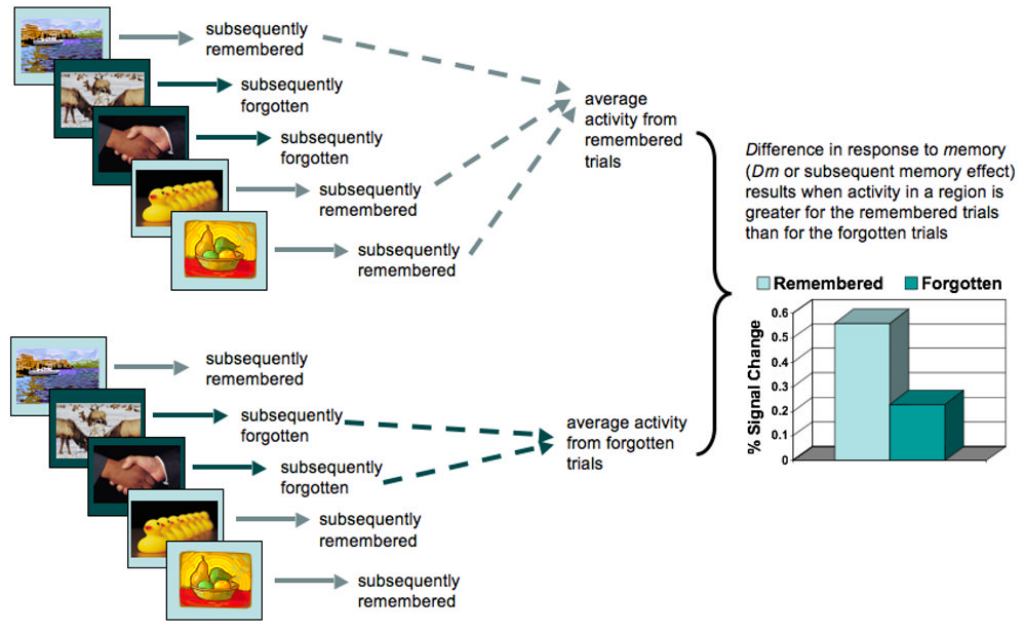 subsequently
remembered
subsequently
forgotten
subsequently
forgotten
subsequently
remembered
subsequently
remembered
average
activity from
remembered
trials
subsequently
remembered
subsequently
forgotten
subsequently
forgotten
subsequently
remembered
subsequently
remembered
average activity
from forgotten
trials
Difference in response to memory
(Dm or subsequent memory effect)
results when activity in a region is
greater for the remembered trials
than for the forgotten trials
Remembered Forgotten
% Signal Change
0.6
0.5
0.4
0.3
0.2
0.1
0